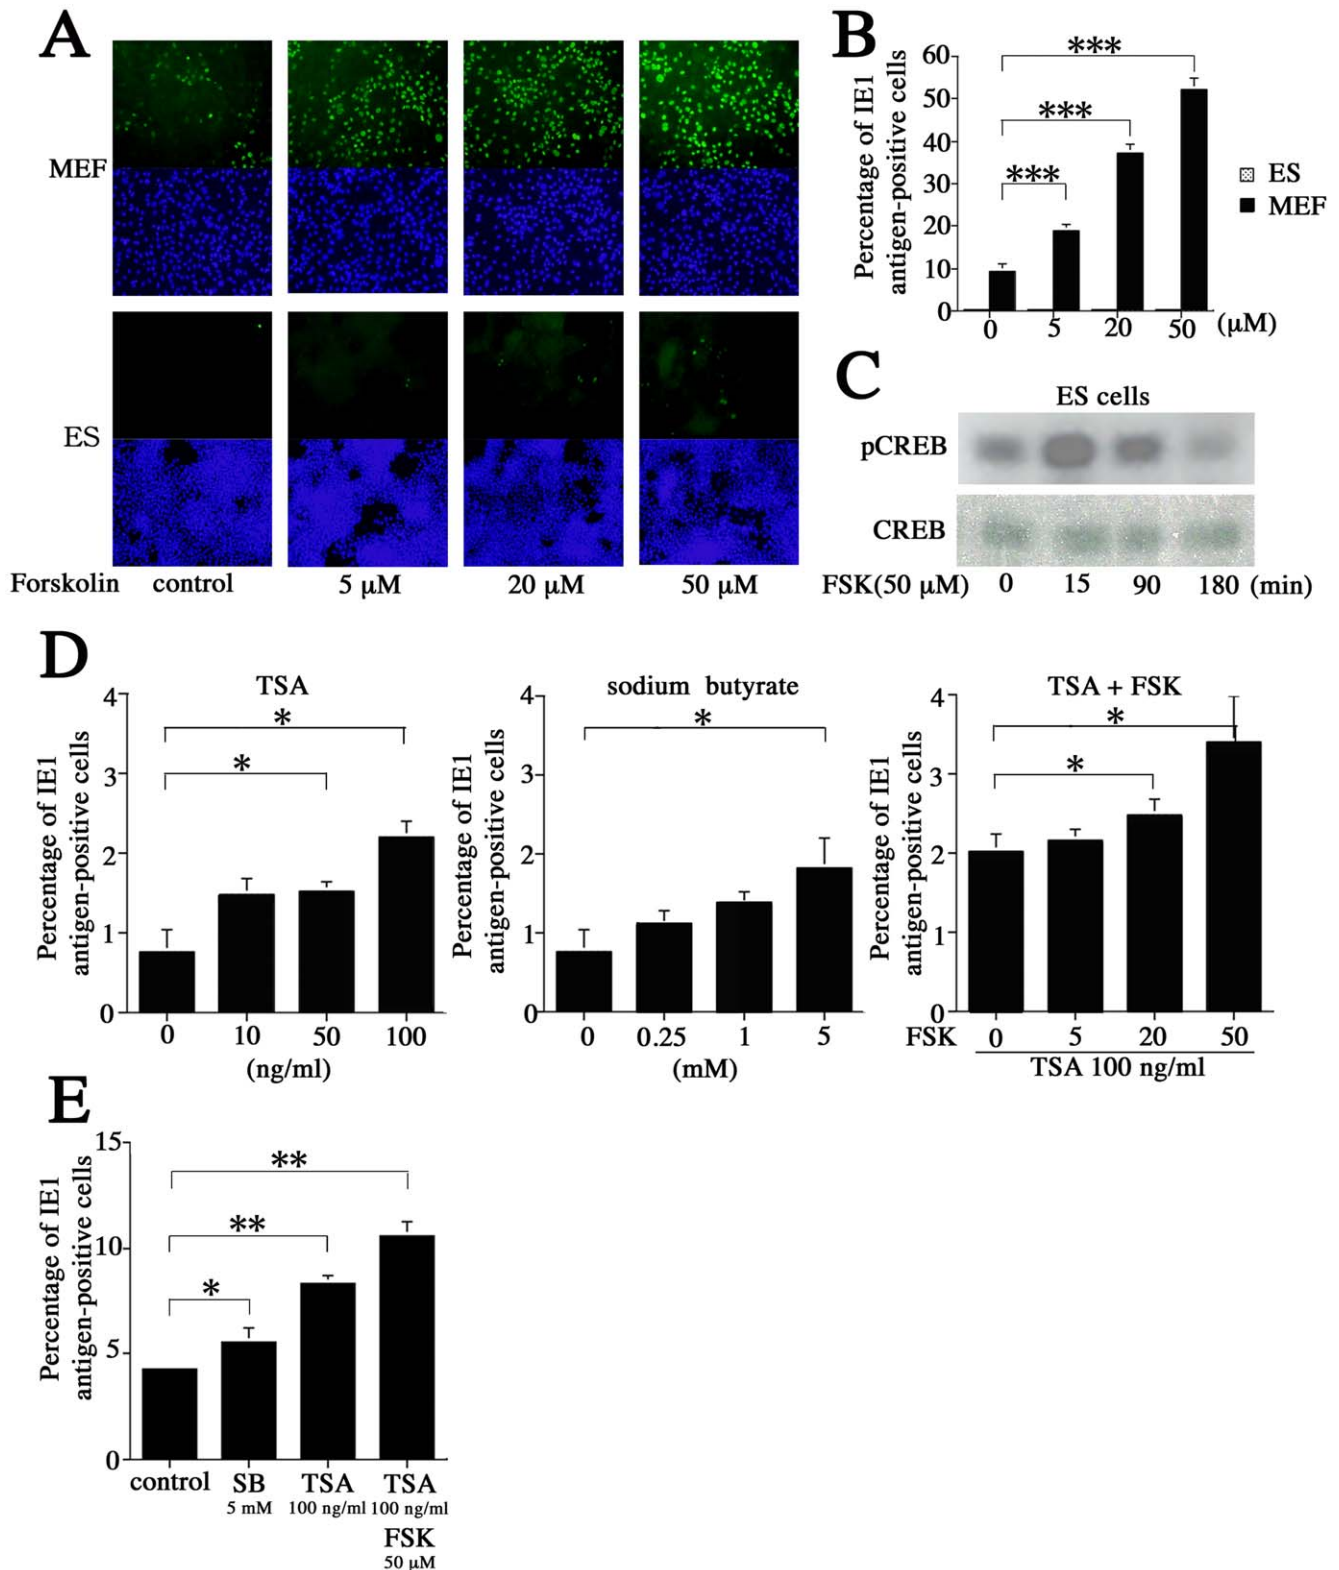 A
MEF
ES
Forskolin control 5 μM 20 μM 50 μM
B
Percentage of IE1
antigen-positive cells
60
50
40
30
20
10
0
***
***
***
0 5 20 50 (μM)
ES
MEF
C
ES cells
pCREB
CREB
FSK(50 μM) 0 15 90 180 (min)
D
TSA
Percentage of IE1
antigen-positive cells
4
3
2
1
0
*
*
0 10 50 100
(ng/ml)
sodium butyrate
Percentage of IE1
antigen-positive cells
4
3
2
1
0
*
0 0.25 1 5
(mM)
TSA + FSK
Percentage of IE1
antigen-positive cells
4
3
2
1
0
*
*
FSK 0 5 20 50
TSA 100 ng/ml
E
Percentage of IE1
antigen-positive cells
15
10
5
0
**
**
*
control SB TSA TSA
5 mM 100 ng/ml 100 ng/ml
FSK
50 μM